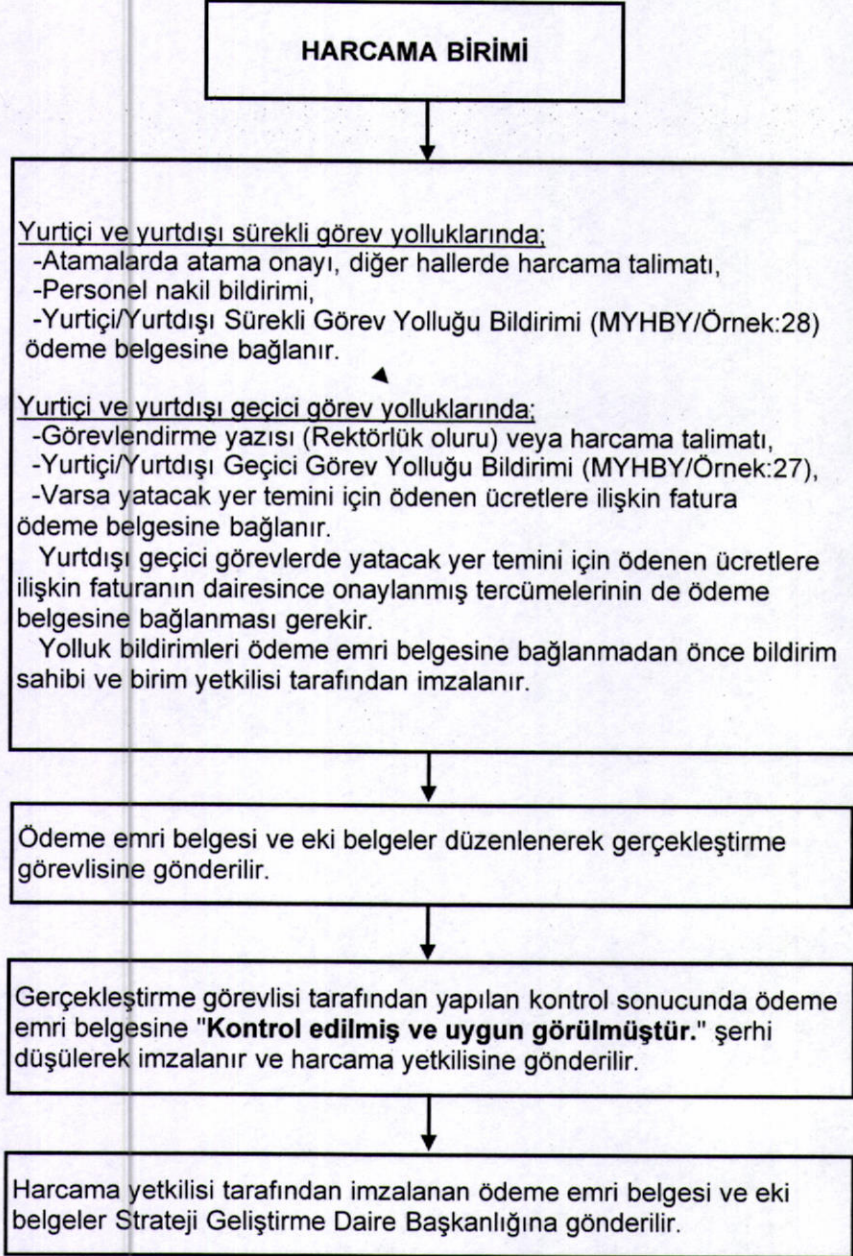 HARCAMA BİRİMİ
Yurtiçi ve yurtdışı sürekli görev yolluklarında;
-Atamalarda atama onayı, diğer hallerde harcama talimatı,
-Personel nakil bildirimi,
-Yurtiçi/Yurtdışı Sürekli Görev Yolluğu Bildirimi (MYHBY/Örnek:28)
ödeme belgesine bağlanır.
Yurtiçi ve yurtdışı geçici görev yolluklarında;
-Görevlendirme yazısı (Rektörlük oluru) veya harcama talimatı,
-Yurtiçi/Yurtdışı Geçici Görev Yolluğu Bildirimi (MYHBY/Örnek:27),
-Varsa yatacak yer temini için ödenen ücretlere ilişkin fatura
ödeme belgesine bağlanır.
Yurtdışı geçici görevlerde yatacak yer temini için ödenen ücretlere
ilişkin faturanın dairesince onaylanmış tercümelerinin de ödeme
belgesine bağlanması gerekir.
Yolluk bildirimleri ödeme emri belgesine bağlanmadan önce bildirim
sahibi ve birim yetkilisi tarafından imzalanır.
Ödeme emri belgesi ve eki belgeler düzenlenerek gerçekleştirme
görevlisine gönderilir.
Gerçekleştirme görevlisi tarafından yapılan kontrol sonucunda ödeme
emri belgesine "Kontrol edilmiş ve uygun görülmüştür." şerhi
düşülerek imzalanır ve harcama yetkilisine gönderilir.
Harcama yetkilisi tarafından imzalanan ödeme emri belgesi ve eki
belgeler Strateji Geliştirme Daire Başkanlığına gönderilir.